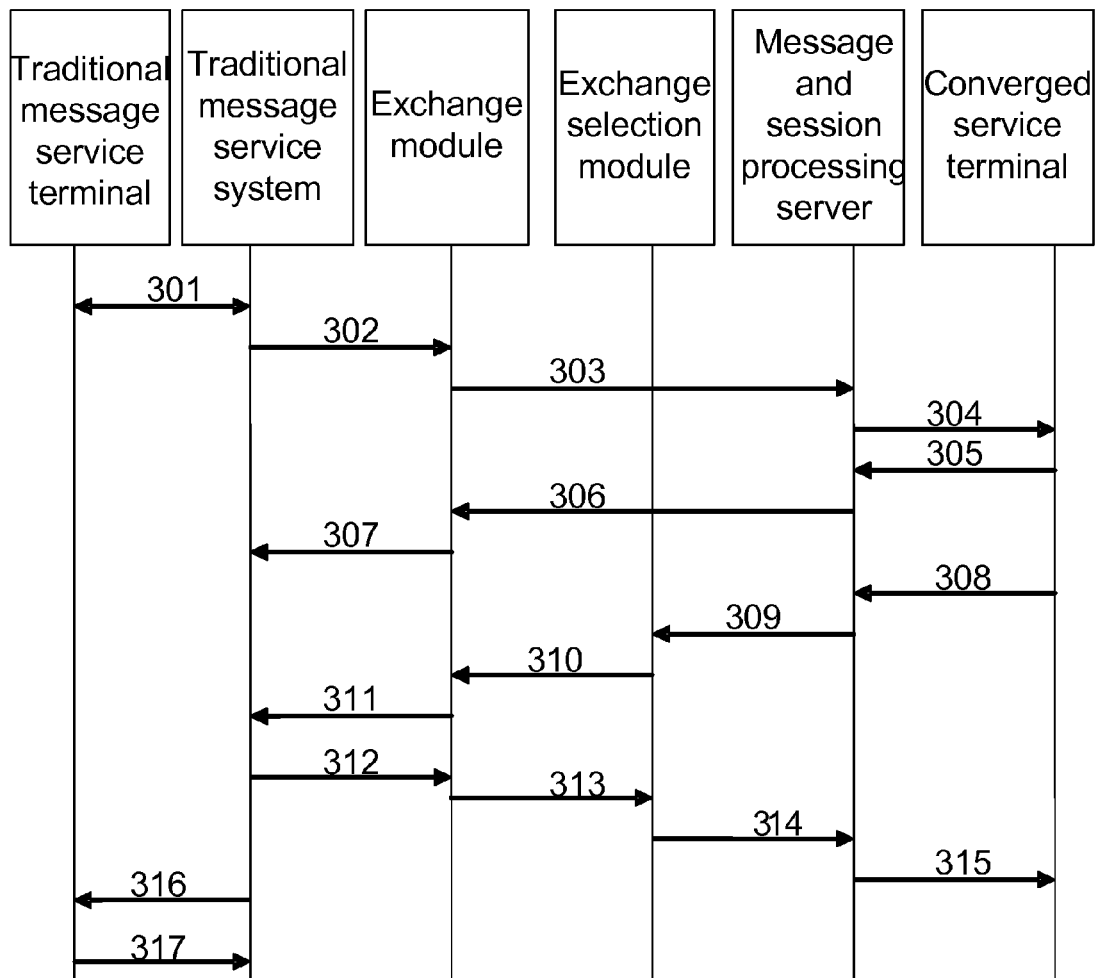 Traditional
message
service
terminal
Traditional
message
service
system
Exchange
module
Exchange
selection
module
Message
and
session
processing
server
Converged
service
terminal
301
302
303
304
305
306
307
308
309
310
311
312
313
314
315
316
317